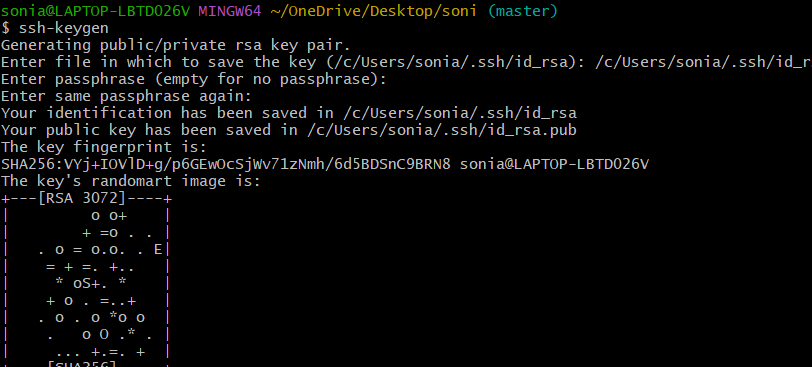 sonia@LAPTOP-LBTDO26V MINGW64 ~/OneDrive/Desktop/soni (master)
$ ssh-keygen
Generating public/private rsa key pair.
Enter file in which to save the key (/c/Users/sonia/.ssh/id_rsa): /c/Users/sonia/.ssh/id_r
Enter passphrase (empty for no passphrase):
Enter same passphrase again:
Your identification has been saved in /c/Users/sonia/.ssh/id_rsa
Your public key has been saved in /c/Users/sonia/.ssh/id_rsa.pub
The key fingerprint is:
SHA256:VYj+IOVlD+g/p6GEwOcSjWv71zNmh/6d5BDSnC9BRN8 sonia@LAPTOP-LBTDO26V
The key's randomart image is:
+---[RSA 3072]----+
|          o o+    |
|         + =o . . |
|   . o = o.o. . E|
|    = + =. +..    |
|     * oS+. *     |
|    + o . =..+   |
|   . o . o *o o  |
|    .   o O .* . |
|     ... +.=. +  |
+----[SHA256]-----+